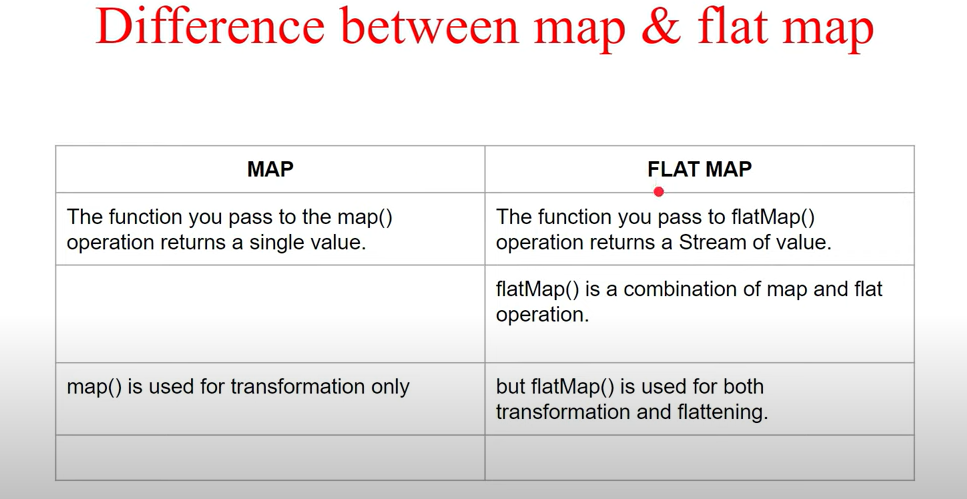 Difference between map & flat map
MAP
FLAT MAP
The function you pass to the map()
operation returns a single value.
The function you pass to flatMap()
operation returns a Stream of value.
flatMap() is a combination of map and flat
operation.
map() is used for transformation only
but flatMap() is used for both
transformation and flattening.